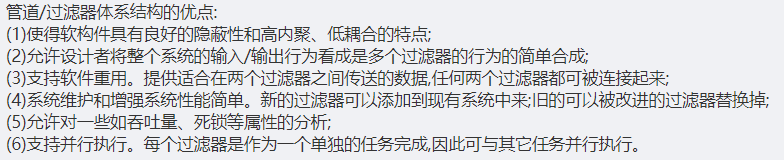 管道/过滤器体系结构的优点:
(1)使得软构件具有良好的隐蔽性和高内聚、低耦合的特点;
(2)允许设计者将整个系统的输入/输出行为看成是多个过滤器的行为的简单合成;
(3)支持软件重用。提供适合在两个过滤器之间传送的数据,任何两个过滤器都可被连接起来;
(4)系统维护和增强系统性能简单。新的过滤器可以添加到现有系统中来;旧的可以被改进的过滤器替换掉;
(5)允许对一些如吞吐量、死锁等属性的分析;
(6)支持并行执行。每个过滤器是作为一个单独的任务完成,因此可与其它任务并行执行。